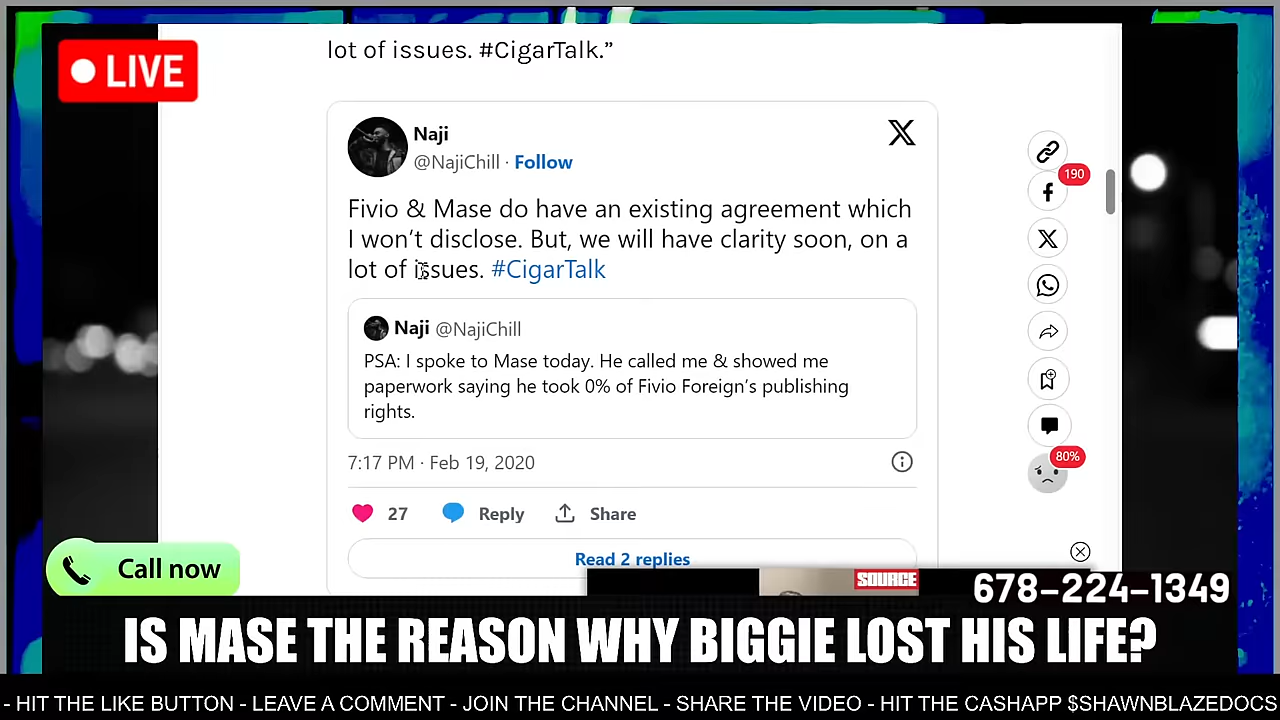 lot of issues. #CigarTalk.”
LIVE
Naji
@NajiChill · Follow
190
Fivio & Mase do have an existing agreement which
I won’t disclose. But, we will have clarity soon, on a
lot of issues. #CigarTalk
Naji @NajiChill
PSA: I spoke to Mase today. He called me & showed me
paperwork saying he took 0% of Fivio Foreign’s publishing
rights.
80%
7:17 PM · Feb 19, 2020
27 Reply Share
Read 2 replies
Call now
SOURCE
678-224-1349
IS MASE THE REASON WHY BIGGIE LOST HIS LIFE?
- HIT THE LIKE BUTTON - LEAVE A COMMENT - JOIN THE CHANNEL - SHARE THE VIDEO - HIT THE CASHAPP $SHAWNBLAZEDOCS